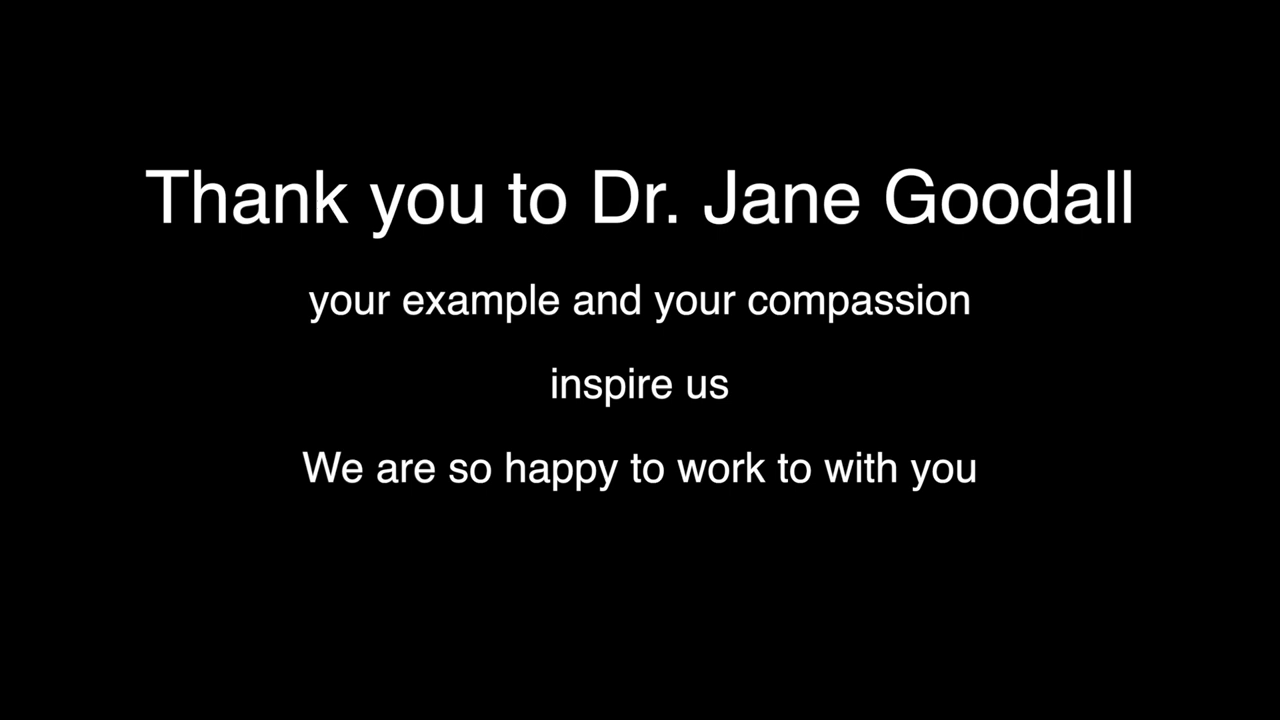 Thank you to Dr. Jane Goodall
your example and your compassion
inspire us
We are so happy to work to with you